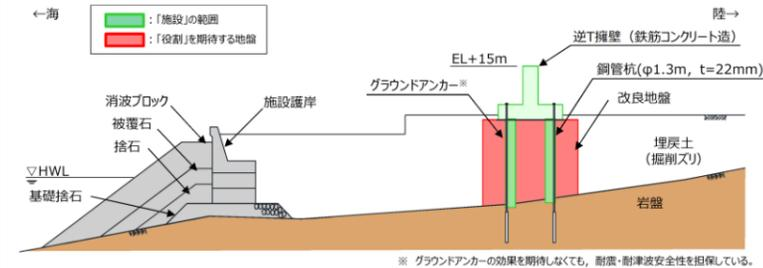 ←海
陸→
：「施設」の範囲
：「役割」を期待する地盤
逆T擁壁（鉄筋コンクリート造）
EL+15m
鋼管杭(φ1.3m，t=22mm)
グラウンドアンカー※
改良地盤
消波ブロック
施設護岸
被覆石
捨石
埋戻土
（掘削ズリ）
▽HWL
基礎捨石
岩盤
※ グラウンドアンカーの効果を期待しなくても，耐震・耐津波安全性を担保している。